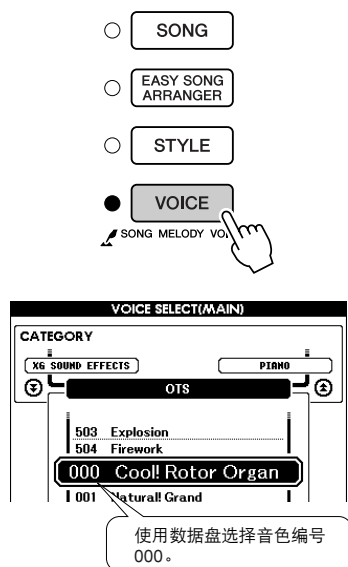 SONG
EASY SONG
ARRANGER
STYLE
VOICE
SONG MELODY
VOICE SELECT(MAIN)
CATEGORY
XG SOUND EFFECTS PIANO
OTS
503 Explosion
504 Firework
000 Cool! Rotor Organ
001 Natural! Grand
使用数据盘选择音色编号
000。